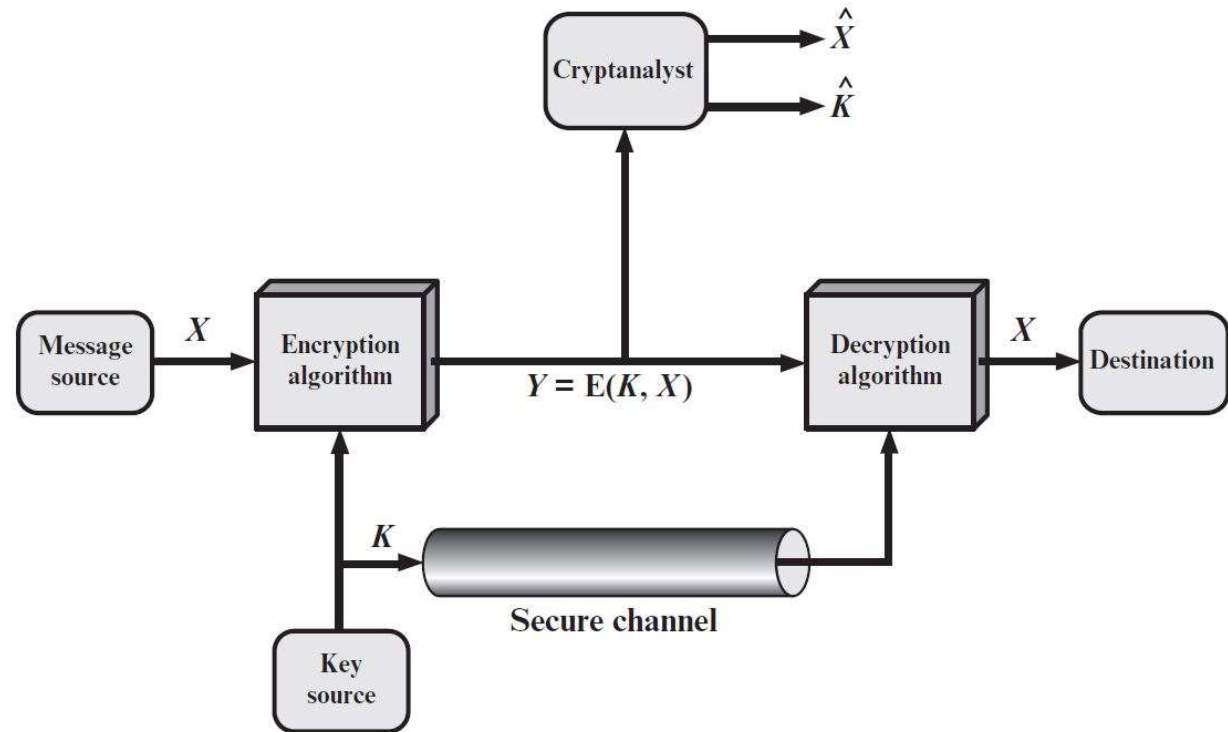 X̂
Cryptanalyst
K̂
Message
source
X
Encryption
algorithm
Y = E(K, X)
Decryption
algorithm
X
Destination
K
Secure channel
Key
source